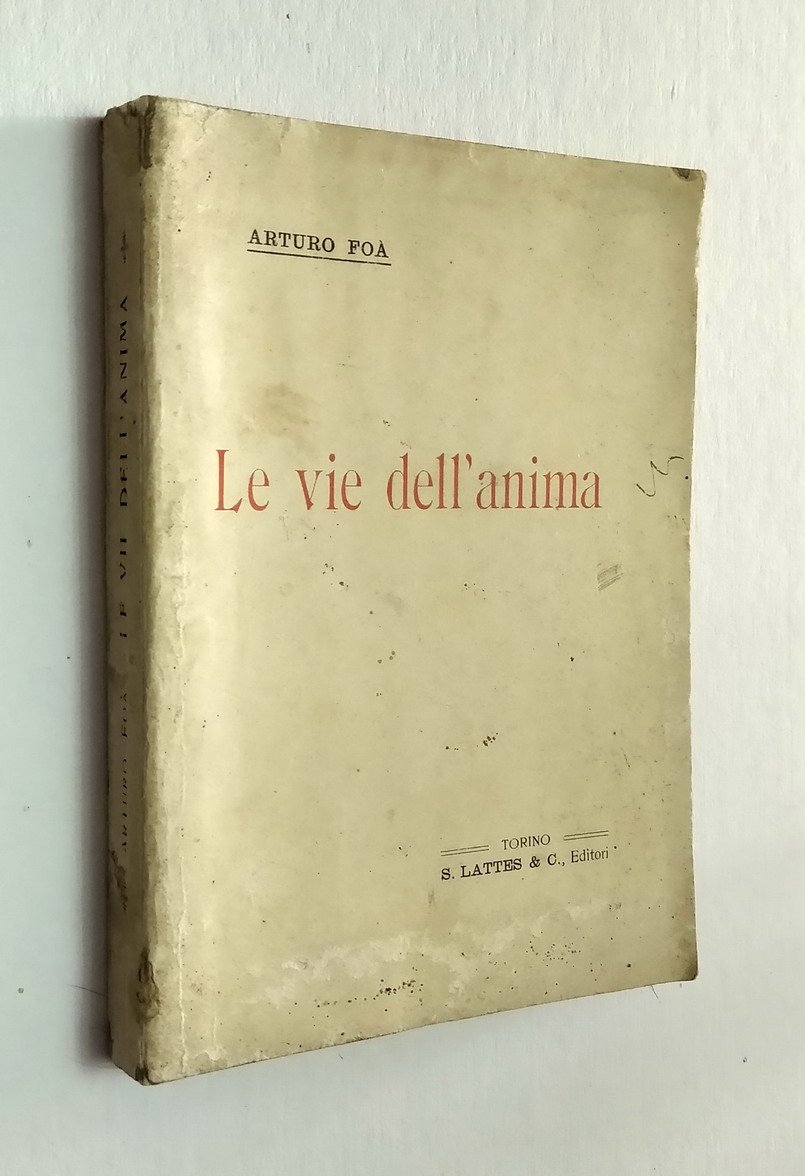 ARTURO FOÀ
Le vie dell'anima
TORINO
S. LATTES & C., Editori
ARTURO FOÀ LE VIE DELL'ANIMA